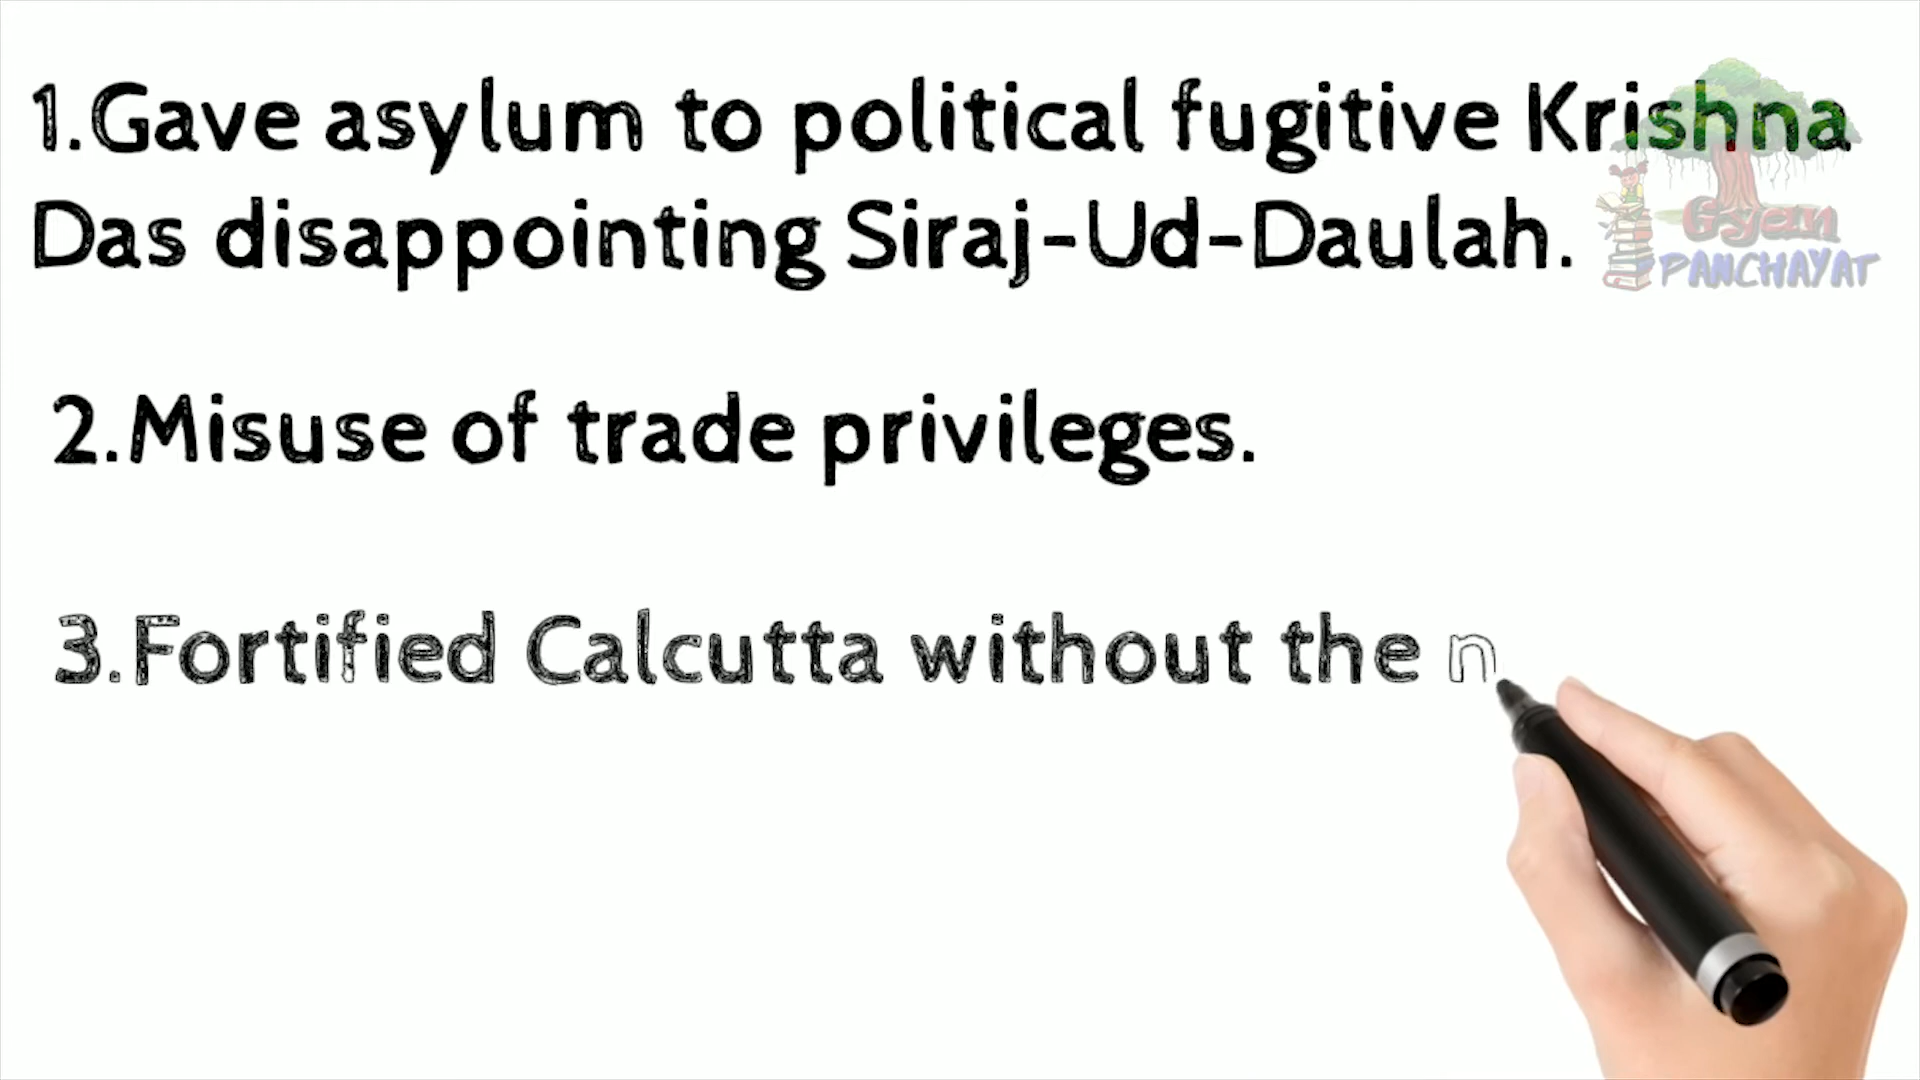 1.Gave asylum to political fugitive Krishna
Das disappointing Siraj-Ud-Daulah.
Gyan
PANCHAYAT
2.Misuse of trade privileges.
3.Fortified Calcutta without the n